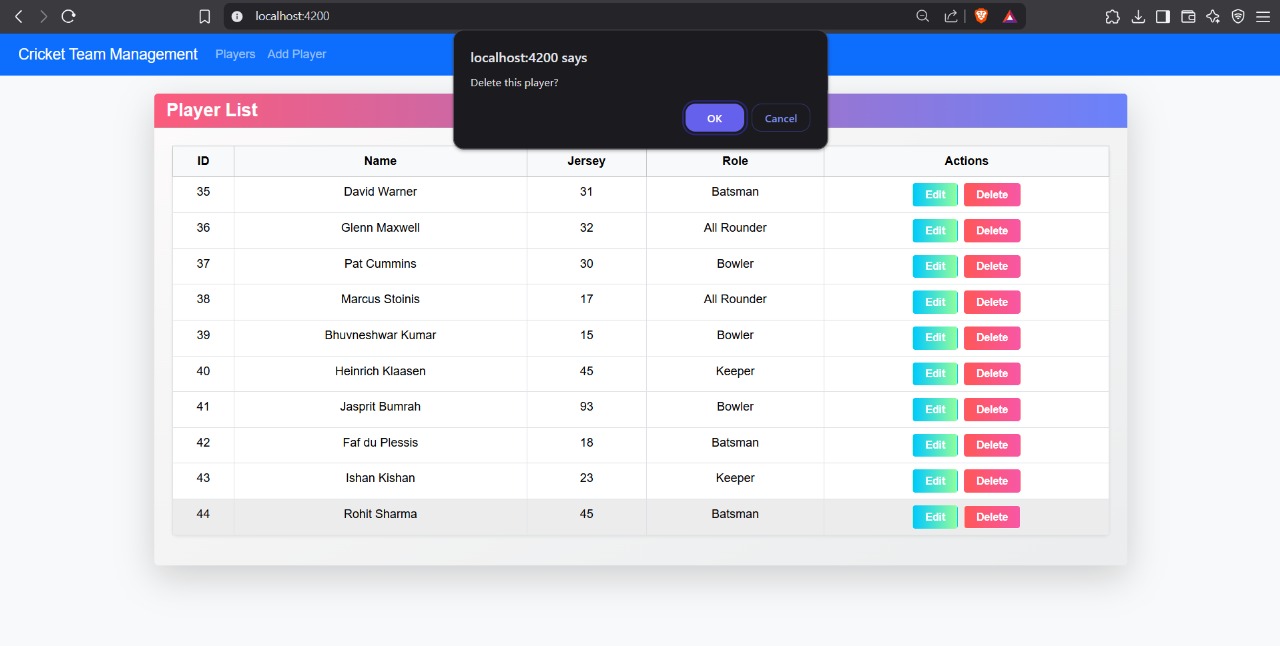 localhost:4200
Cricket Team Management Players Add Player
localhost:4200 says
Delete this player?
OK Cancel
Player List
ID Name Jersey Role Actions
35 David Warner 31 Batsman Edit Delete
36 Glenn Maxwell 32 All Rounder Edit Delete
37 Pat Cummins 30 Bowler Edit Delete
38 Marcus Stoinis 17 All Rounder Edit Delete
39 Bhuvneshwar Kumar 15 Bowler Edit Delete
40 Heinrich Klaasen 45 Keeper Edit Delete
41 Jasprit Bumrah 93 Bowler Edit Delete
42 Faf du Plessis 18 Batsman Edit Delete
43 Ishan Kishan 23 Keeper Edit Delete
44 Rohit Sharma 45 Batsman Edit Delete